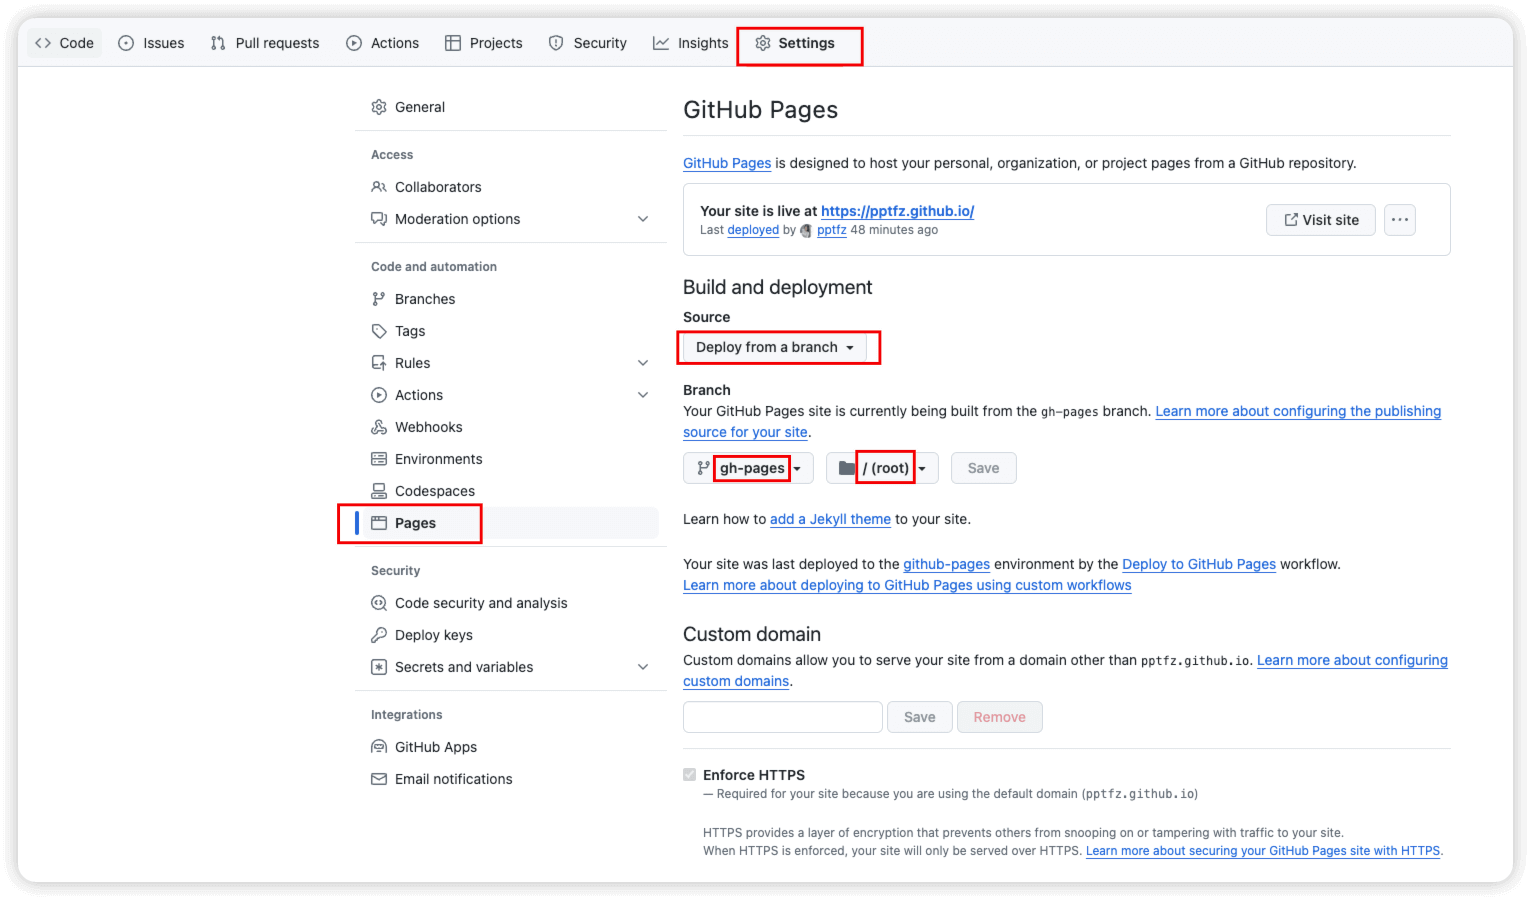 Code Issues Pull requests Actions Projects Security Insights Settings
General
Access
Collaborators
Moderation options
Code and automation
Branches
Tags
Rules
Actions
Webhooks
Environments
Codespaces
Pages
Security
Code security and analysis
Deploy keys
Secrets and variables
Integrations
GitHub Apps
Email notifications
GitHub Pages
GitHub Pages is designed to host your personal, organization, or project pages from a GitHub repository.
Your site is live at https://pptfz.github.io/
Last deployed by pptfz 48 minutes ago
Visit site
Build and deployment
Source
Deploy from a branch
Branch
Your GitHub Pages site is currently being built from the gh-pages branch. Learn more about configuring the publishing
source for your site.
gh-pages / (root) Save
Learn how to add a Jekyll theme to your site.
Your site was last deployed to the github-pages environment by the Deploy to GitHub Pages workflow.
Learn more about deploying to GitHub Pages using custom workflows
Custom domain
Custom domains allow you to serve your site from a domain other than pptfz.github.io. Learn more about configuring
custom domains.
Save Remove
Enforce HTTPS
— Required for your site because you are using the default domain (pptfz.github.io)
HTTPS provides a layer of encryption that prevents others from snooping on or tampering with traffic to your site.
When HTTPS is enforced, your site will only be served over HTTPS. Learn more about securing your GitHub Pages site with HTTPS.